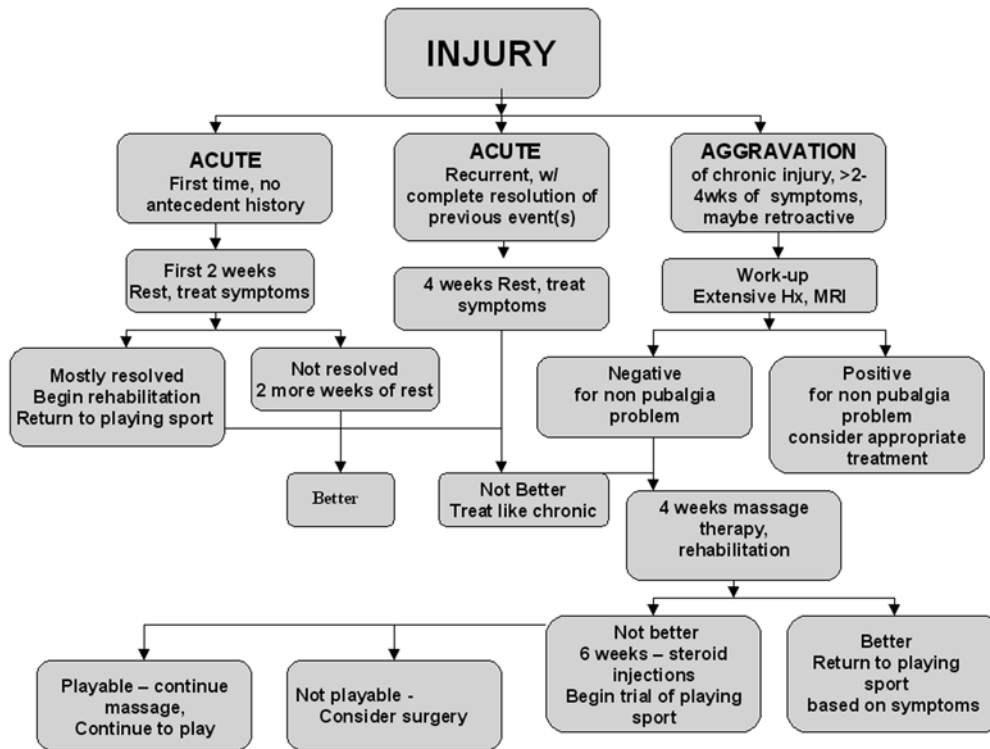 INJURY
ACUTE
First time, no
antecedent history
ACUTE
Recurrent, w/
complete resolution of
previous event(s)
AGGRAVATION
of chronic injury, >2-
4wks of symptoms,
maybe retroactive
First 2 weeks
Rest, treat symptoms
4 weeks Rest, treat
symptoms
Work-up
Extensive Hx, MRI
Mostly resolved
Begin rehabilitation
Return to playing sport
Not resolved
2 more weeks of rest
Negative
for non pubalgia
problem
Positive
for non pubalgia
problem
consider appropriate
treatment
Better
Not Better
Treat like chronic
4 weeks massage
therapy,
rehabilitation
Playable – continue
massage,
Continue to play
Not playable -
Consider surgery
Not better
6 weeks – steroid
injections
Begin trial of playing
sport
Better
Return to playing
sport
based on symptoms